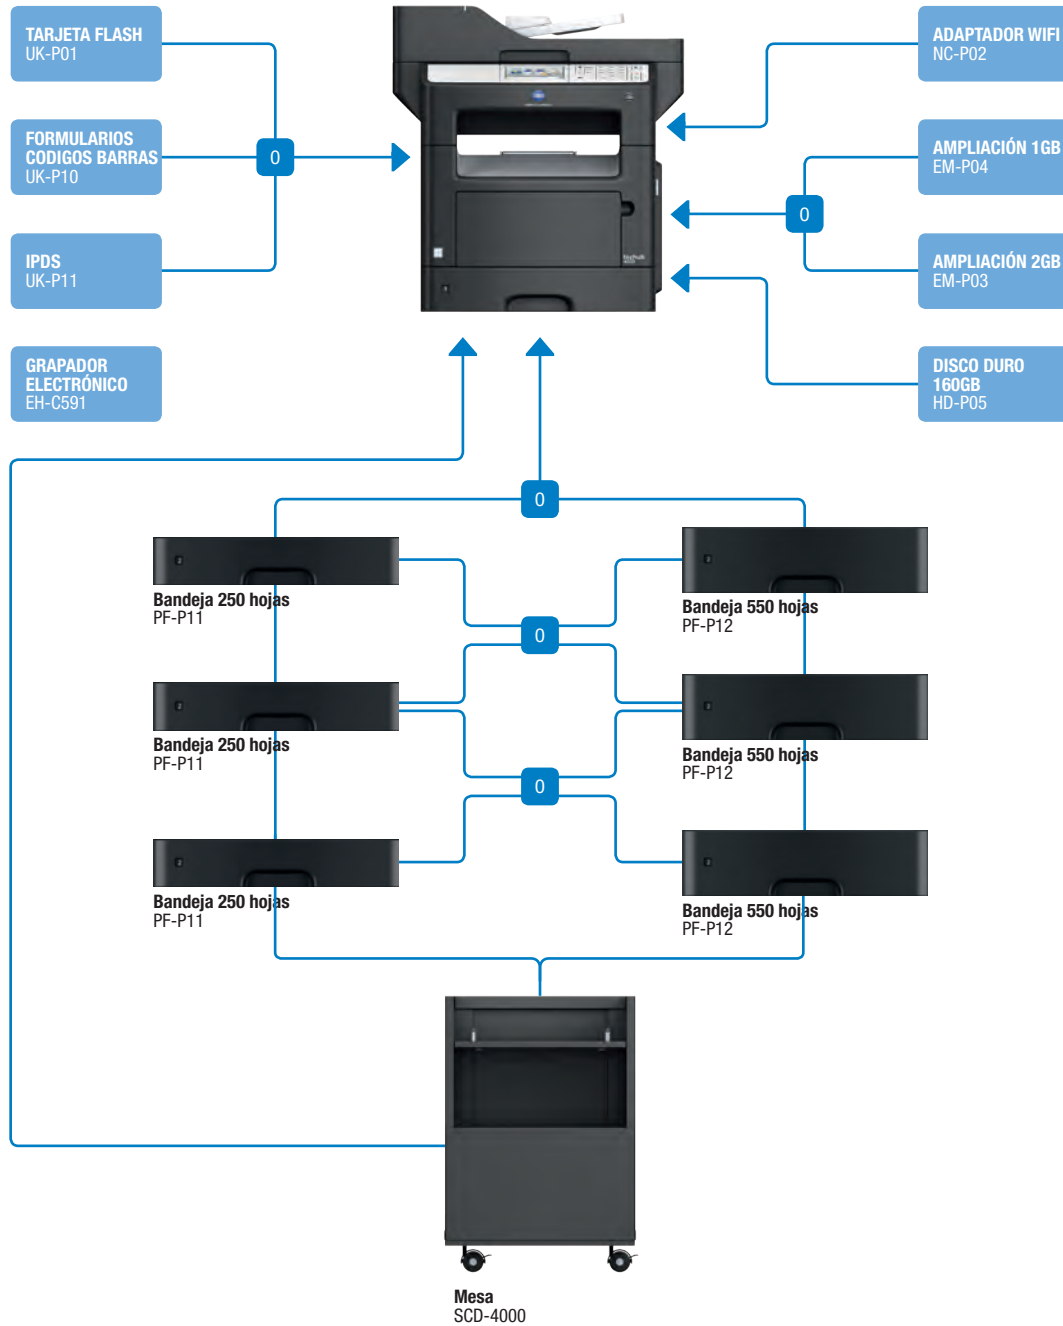 TARJETA FLASH
UK-P01
FORMULARIOS
CODIGOS BARRAS
UK-P10
IPDS
UK-P11
GRAPADOR
ELECTRÓNICO
EH-C591
0
ADAPTADOR WIFI
NC-P02
AMPLIACIÓN 1GB
EM-P04
0
AMPLIACIÓN 2GB
EM-P03
DISCO DURO
160GB
HD-P05
0
Bandeja 250 hojas
PF-P11
Bandeja 550 hojas
PF-P12
0
Bandeja 250 hojas
PF-P11
Bandeja 550 hojas
PF-P12
0
Bandeja 250 hojas
PF-P11
Bandeja 550 hojas
PF-P12
Mesa
SCD-4000